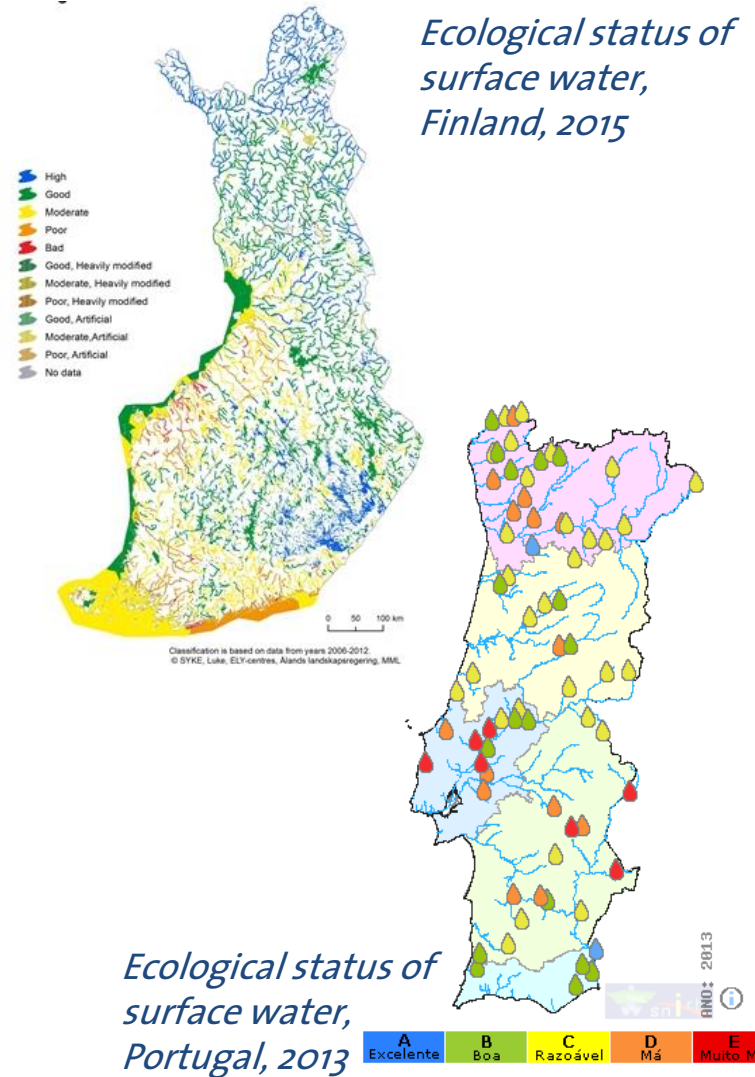 Ecological status of
surface water,
Finland, 2015
High
Good
Moderate
Poor
Bad
Good, Heavily modified
Moderate, Heavily modified
Poor, Heavily modified
Good, Artificial
Moderate,Artificial
Poor, Artificial
No data
0 50 100 km
Classification is based on data from years 2006-2012.
© SYKE, Luke, ELY-centres, Ålands landskapsregering, MML
ANO: 2013
Ecological status of
surface water,
Portugal, 2013
A B C D E
Excelente Boa Razoável Má Muito M